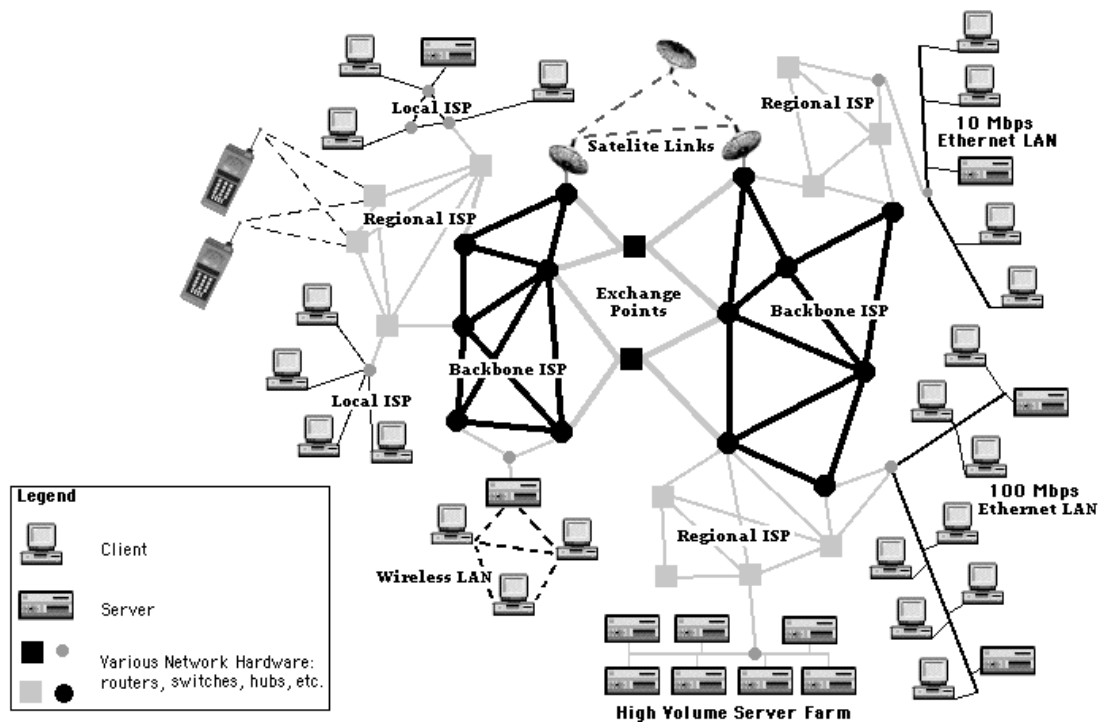 Local ISP
Regional ISP
10 Mbps
Ethernet LAN
Satelite Links
Regional ISP
Exchange
Points
Backbone ISP
Backbone ISP
Local ISP
100 Mbps
Ethernet LAN
Regional ISP
Wireless LAN
High Volume Server Farm
Legend
Client
Server
Various Network Hardware:
routers, switches, hubs, etc.